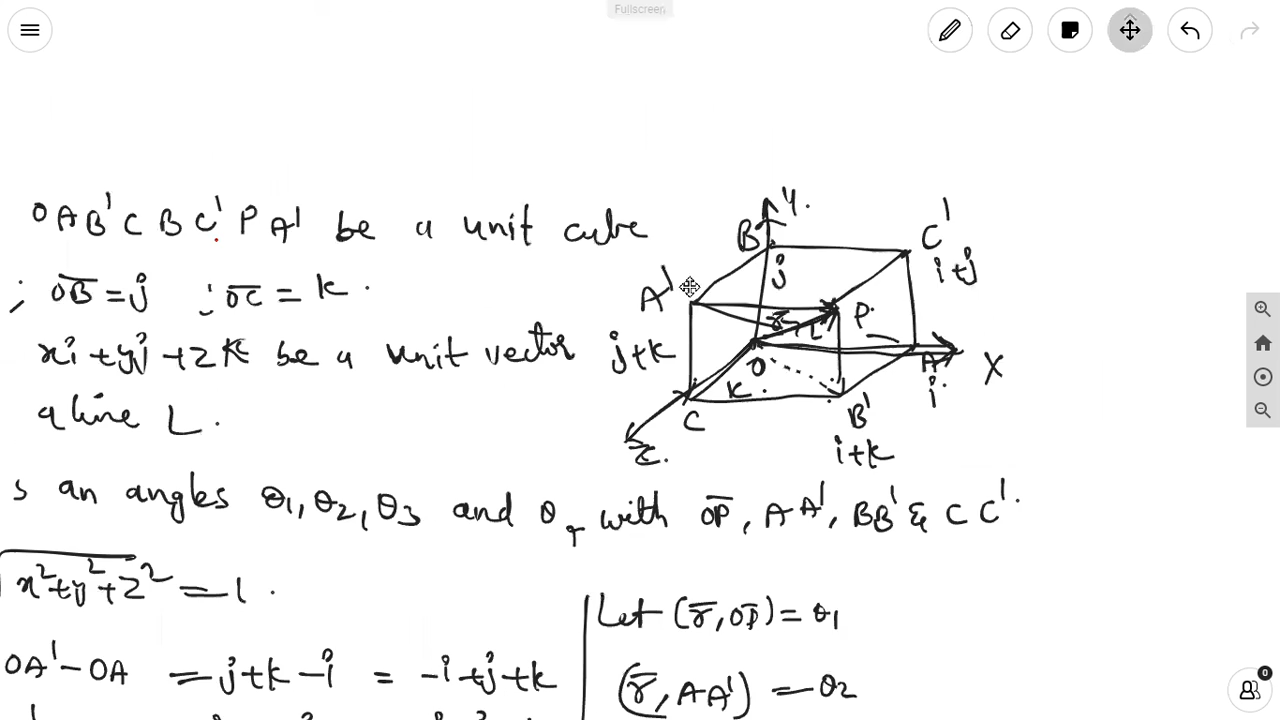 Fullscreen
OAB'CBC'PA' be a unit cube
; OB = j ; OC = k.
xi + yj + zk be a unit vector
a line L.
s an angles θ1, θ2, θ3 and θ4 with OP, AA', BB' & CC'.
x²+y²+z² = 1.
OA' - OA = j+k-i = -i+j+k
Let (r, OP) = θ1
(r, AA') = θ2
Y.
B
j
C'
i+j
A'
j+k
r
L
P.
O
A
i
X
K.
C
B'
i+k
Z.
0